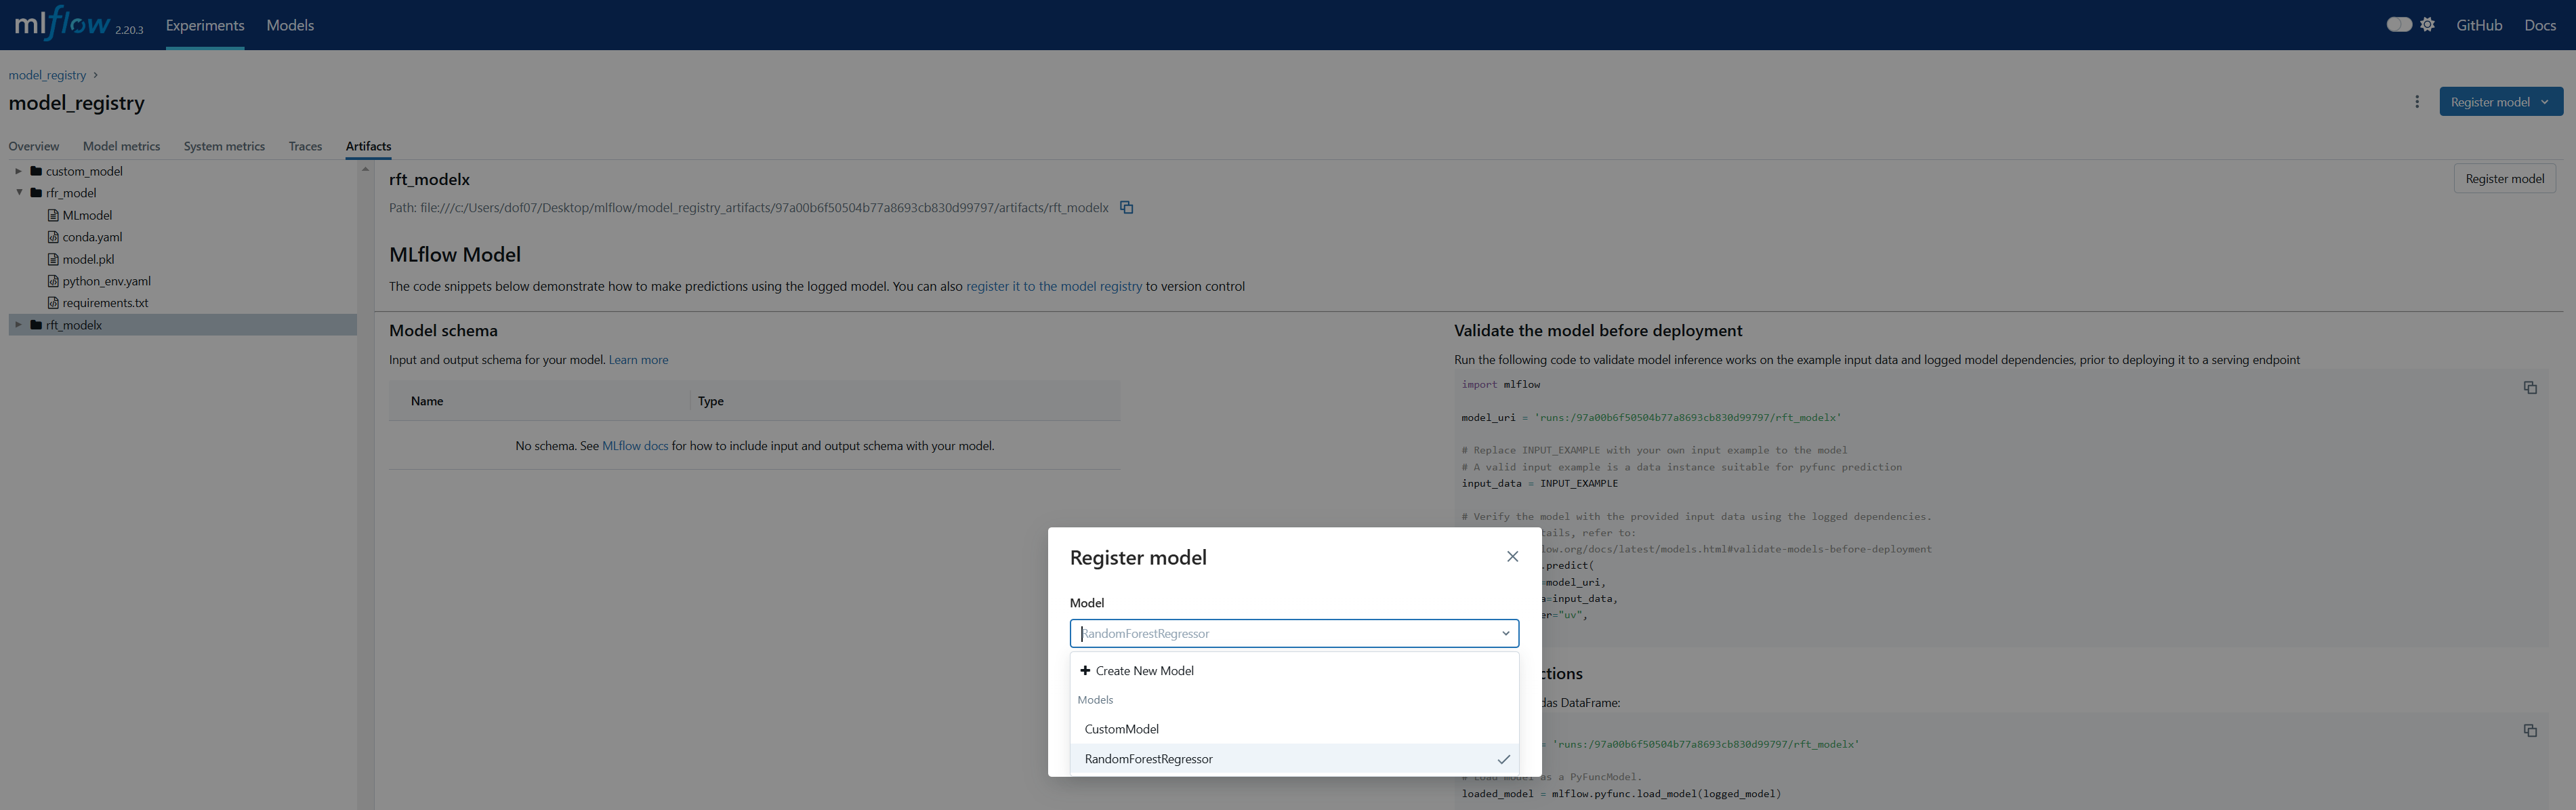 mlflow 2.20.3 Experiments Models GitHub Docs
model_registry
model_registry
Register model
Overview Model metrics System metrics Traces Artifacts
custom_model
rfr_model
MLmodel
conda.yaml
model.pkl
python_env.yaml
requirements.txt
rft_modelx
rft_modelx
Register model
Path: file:///c:/Users/dof07/Desktop/mlflow/model_registry_artifacts/97a00b6f50504b77a8693cb830d99797/artifacts/rft_modelx
MLflow Model
The code snippets below demonstrate how to make predictions using the logged model. You can also register it to the model registry to version control
Model schema
Input and output schema for your model. Learn more
Name Type
No schema. See MLflow docs for how to include input and output schema with your model.
Validate the model before deployment
Run the following code to validate model inference works on the example input data and logged model dependencies, prior to deploying it to a serving endpoint
import mlflow
model_uri = 'runs:/97a00b6f50504b77a8693cb830d99797/rft_modelx'
# Replace INPUT_EXAMPLE with your own input example to the model
# A valid input example is a data instance suitable for pyfunc prediction
input_data = INPUT_EXAMPLE
# Verify the model with the provided input data using the logged dependencies.
tails, refer to:
low.org/docs/latest/models.html#validate-models-before-deployment
.predict(
=model_uri,
a=input_data,
er="uv",
ctions
das DataFrame:
= 'runs:/97a00b6f50504b77a8693cb830d99797/rft_modelx'
# Load model as a PyFuncModel.
loaded_model = mlflow.pyfunc.load_model(logged_model)
Register model
Model
RandomForestRegressor
Create New Model
Models
CustomModel
RandomForestRegressor